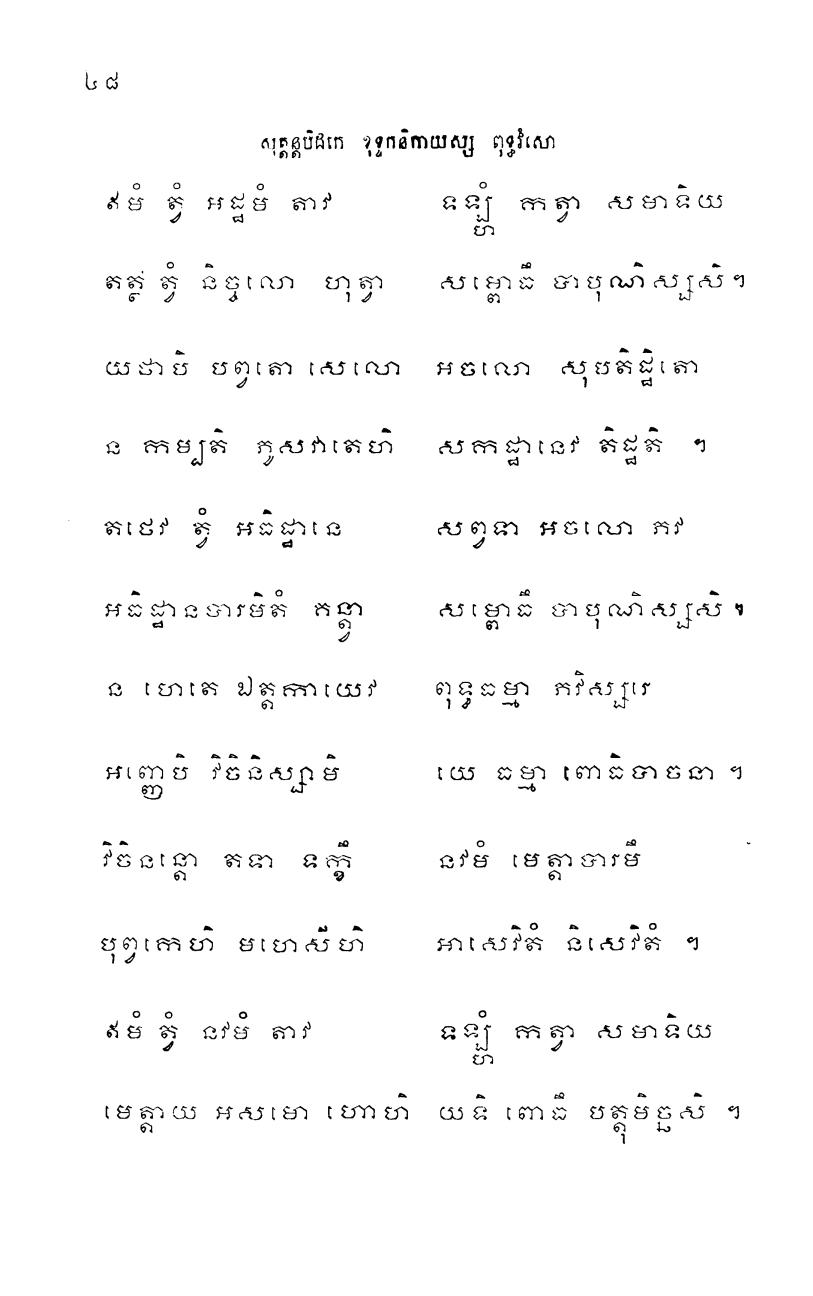 ៤៨
សុត្តន្តបិដកេ ខុទ្ទកនិកាយស្ស ពុទ្ធវំសោ
ឥមំ ត្វំ អដ្ឋមំ តាវ ទឡ្ហំ កត្វា សមាទិយ
តត្ថ ត្វំ និច្ចលោ ហុត្វា សម្ពោធឹ បាបុណិស្សសិ។
យថាបិ បព្វតោ សេលោ អចលោ សុបតិដ្ឋិតោ
ន កម្បតិ ភូសវាតេហិ សកដ្ឋានេវ តិដ្ឋតិ ។
តថេវ ត្វំ អធិដ្ឋានេ សព្វទា អចលោ ភវ
អធិដ្ឋានបារមិតំ គន្ត្វា សម្ពោធឹ បាបុណិស្សសិ ។
ន ហេតេ ឯត្តកាយេវ ពុទ្ធធម្មា ភវិស្សរេ
អញ្ញេបិ វិចិនិស្សាមិ យេ ធម្មា ពោធិបាចនា ។
វិចិនន្តោ តទា ទក្ខឹ នវមំ មេត្តាបារមឹ
បុព្វកេហិ មហេសីហិ អាសេវិតំ និសេវិតំ ។
ឥមំ ត្វំ នវមំ តាវ ទឡ្ហំ កត្វា សមាទិយ
មេត្តាយ អសមោ ហោហិ យទិ ពោធឹ បត្តុមិច្ឆសិ ។